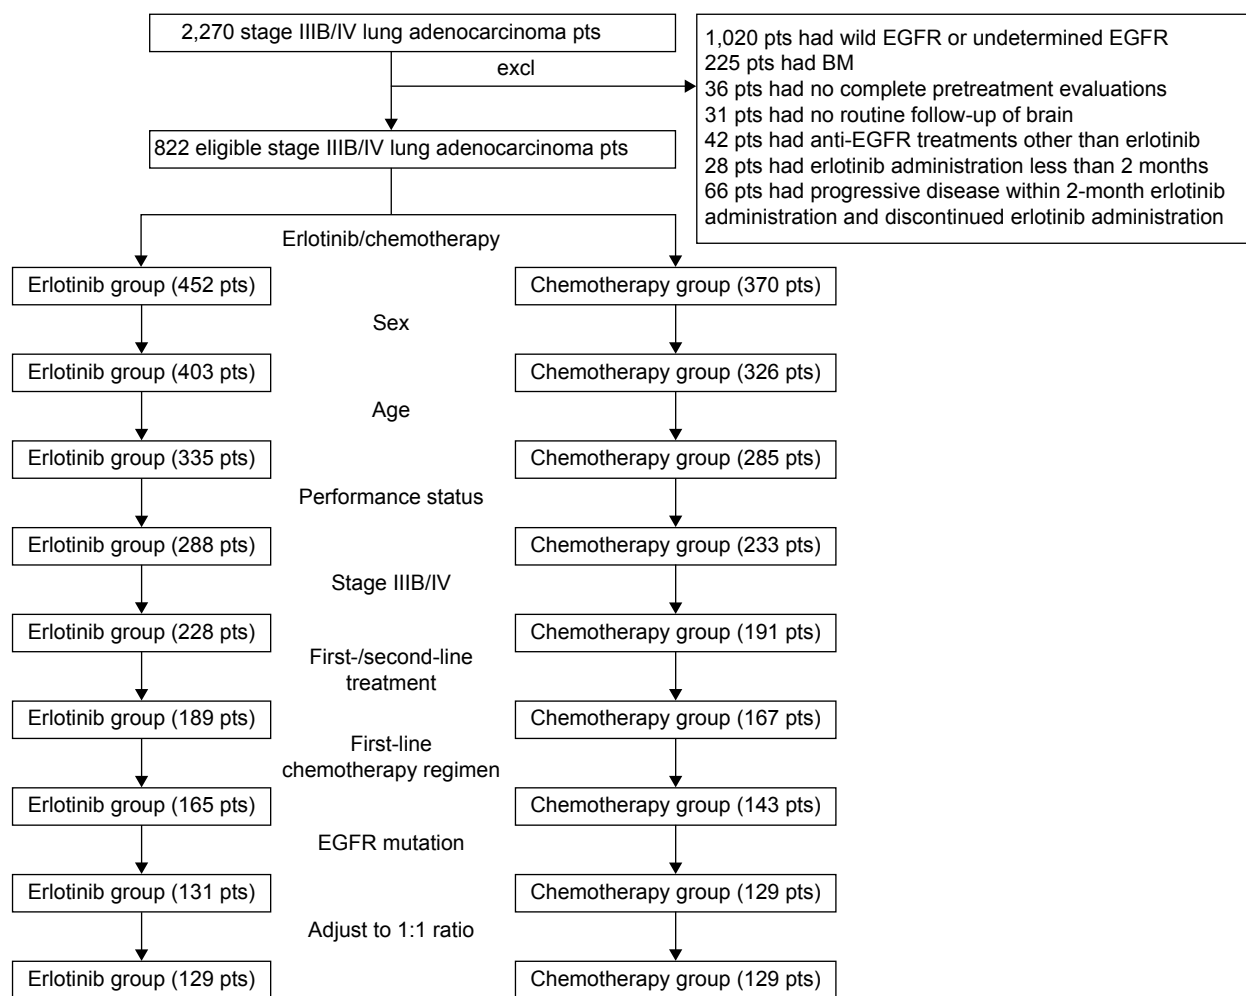 2,270 stage IIIB/IV lung adenocarcinoma pts
excl
1,020 pts had wild EGFR or undetermined EGFR
225 pts had BM
36 pts had no complete pretreatment evaluations
31 pts had no routine follow-up of brain
42 pts had anti-EGFR treatments other than erlotinib
28 pts had erlotinib administration less than 2 months
66 pts had progressive disease within 2-month erlotinib
administration and discontinued erlotinib administration
822 eligible stage IIIB/IV lung adenocarcinoma pts
Erlotinib/chemotherapy
Erlotinib group (452 pts)
Chemotherapy group (370 pts)
Sex
Erlotinib group (403 pts)
Chemotherapy group (326 pts)
Age
Erlotinib group (335 pts)
Chemotherapy group (285 pts)
Performance status
Erlotinib group (288 pts)
Chemotherapy group (233 pts)
Stage IIIB/IV
Erlotinib group (228 pts)
Chemotherapy group (191 pts)
First-/second-line
treatment
Erlotinib group (189 pts)
Chemotherapy group (167 pts)
First-line
chemotherapy regimen
Erlotinib group (165 pts)
Chemotherapy group (143 pts)
EGFR mutation
Erlotinib group (131 pts)
Chemotherapy group (129 pts)
Adjust to 1:1 ratio
Erlotinib group (129 pts)
Chemotherapy group (129 pts)